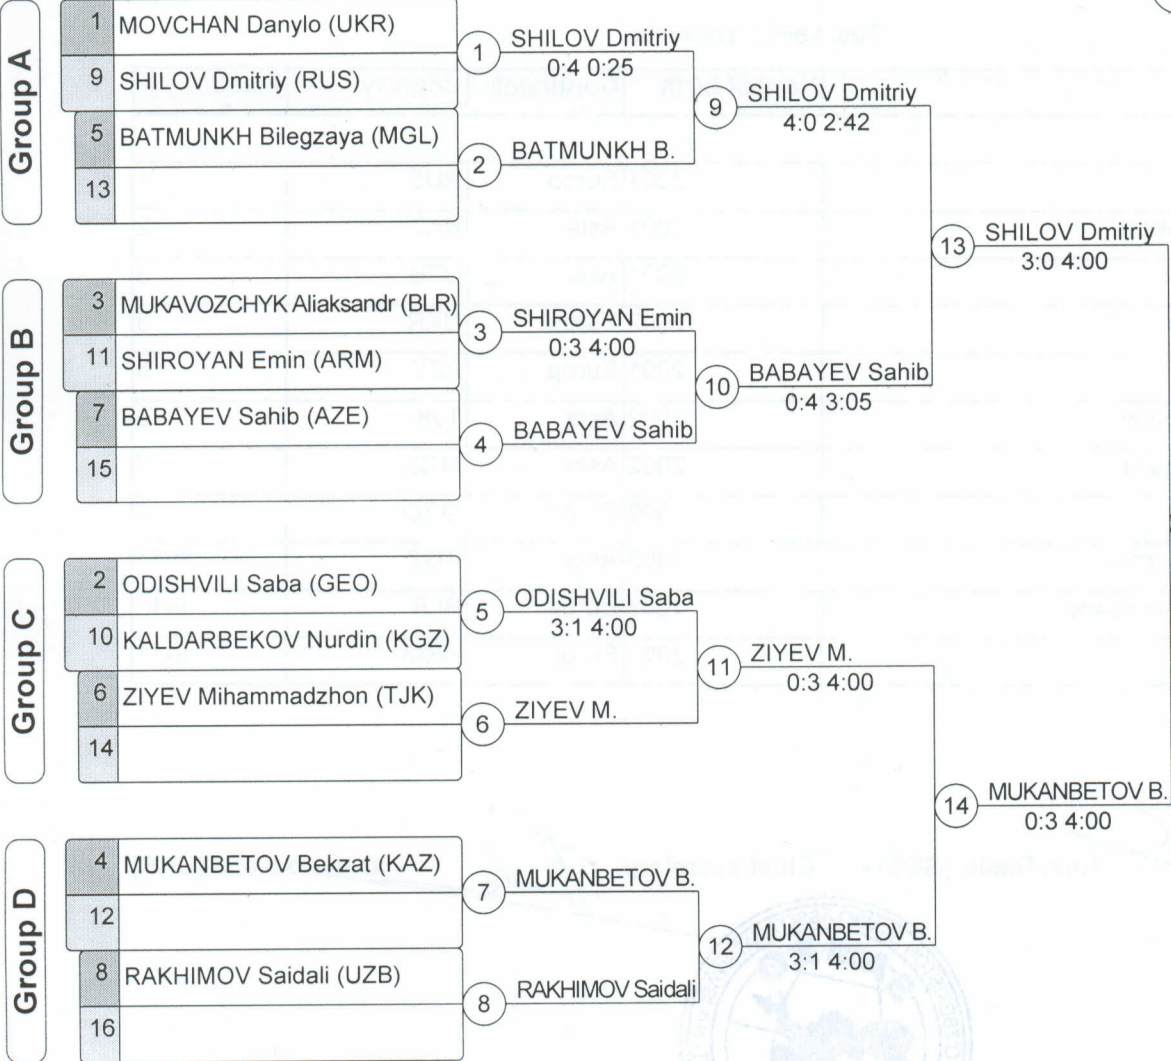 Group A
1 MOVCHAN Danylo (UKR)
9 SHILOV Dmitriy (RUS)
5 BATMUNKH Bilegzaya (MGL)
13
1 SHILOV Dmitriy
0:4 0:25
2 BATMUNKH B.
9 SHILOV Dmitriy
4:0 2:42
Group B
3 MUKAVOZCHYK Aliaksandr (BLR)
11 SHIROYAN Emin (ARM)
7 BABAYEV Sahib (AZE)
15
3 SHIROYAN Emin
0:3 4:00
4 BABAYEV Sahib
10 BABAYEV Sahib
0:4 3:05
13 SHILOV Dmitriy
3:0 4:00
Group C
2 ODISHVILI Saba (GEO)
10 KALDARBEKOV Nurdin (KGZ)
6 ZIYEV Mihammadzhon (TJK)
14
5 ODISHVILI Saba
3:1 4:00
6 ZIYEV M.
11 ZIYEV M.
0:3 4:00
Group D
4 MUKANBETOV Bekzat (KAZ)
12
8 RAKHIMOV Saidali (UZB)
16
7 MUKANBETOV B.
8 RAKHIMOV Saidali
12 MUKANBETOV B.
3:1 4:00
14 MUKANBETOV B.
0:3 4:00